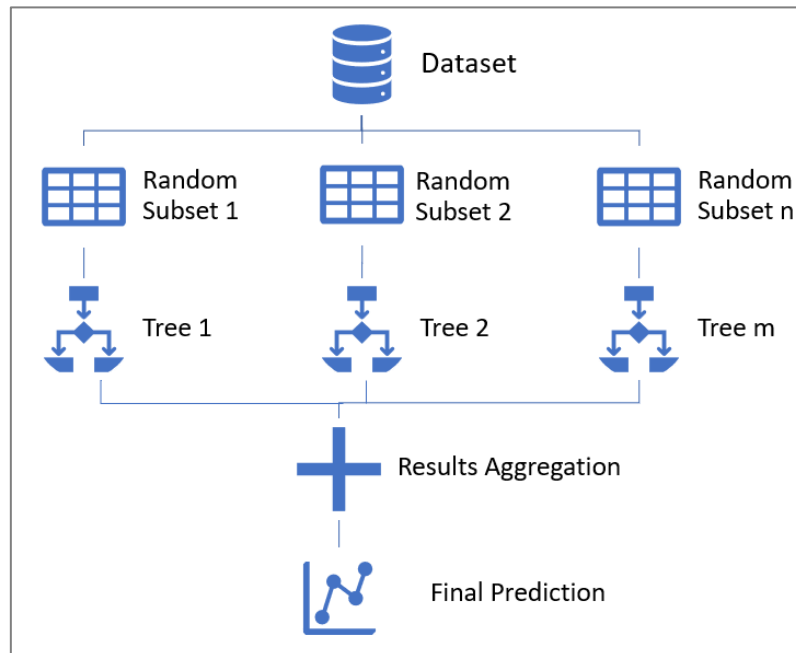 Dataset
Random
Subset 1
Random
Subset 2
Random
Subset n
Tree 1
Tree 2
Tree m
Results Aggregation
Final Prediction